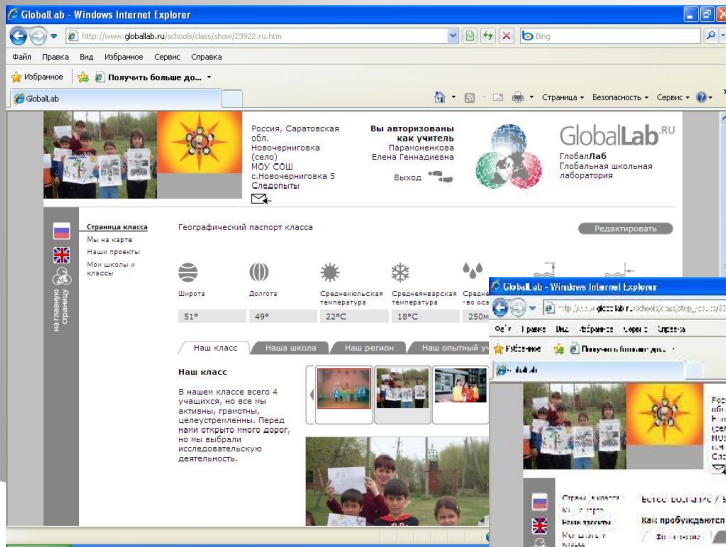 GlobalLab - Windows Internet Explorer
http://www.globallab.ru/schools/class/show/23922.ru.htm
Bing
Файл Правка Вид Избранное Сервис Справка
Избранное Получить больше до...
GlobalLab
Страница Безопасность Сервис
Россия, Саратовская
обл.
Новочерниговка
(село)
МОУ СОШ
с.Новочерниговка 5
Следопыты
Вы авторизованы
как учитель
Парамоненкова
Елена Геннадиевна
Выход
GlobalLab.RU
ГлобалЛаб
Глобальная школьная
лаборатория
на главную
страницу
Страница класса
Мы на карте
Наши проекты
Мои школы и
классы
Географический паспорт класса
Редактировать
Широта
Долгота
Среднеиюльская
температура
Среднеянварская
температура
51°
49°
22°C
18°C
Наш класс
Наша школа
Наш регион
Наш класс
В нашем классе всего 4
учащихся, но все мы
активны, грамотны,
целеустремленны. Перед
нами открыто много дорог,
но мы выбрали
исследовательскую
деятельность.
GlobalLab - Windows Internet Explorer
Как пробуждаются